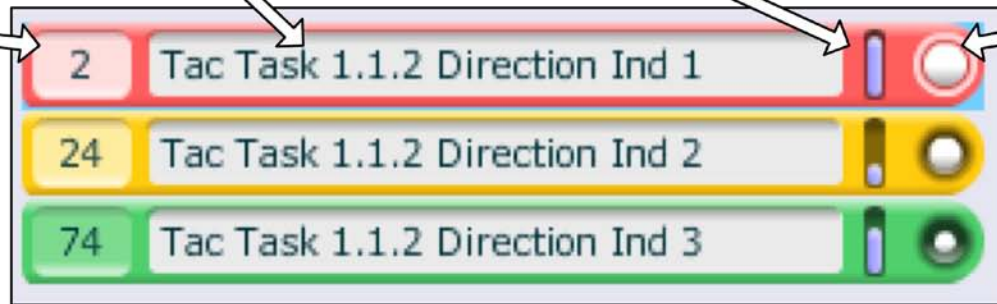 2 Tac Task 1.1.2 Direction Ind 1
24 Tac Task 1.1.2 Direction Ind 2
74 Tac Task 1.1.2 Direction Ind 3